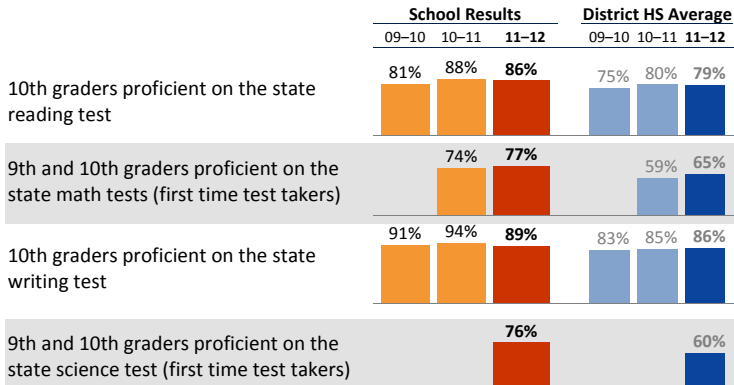 School Results District HS Average
09–10 10–11 11–12 09–10 10–11 11–12
81% 88% 86% 75% 80% 79%
10th graders proficient on the state
reading test
74% 77% 59% 65%
9th and 10th graders proficient on the
state math tests (first time test takers)
91% 94% 89% 83% 85% 86%
10th graders proficient on the state
writing test
76% 60%
9th and 10th graders proficient on the
state science test (first time test takers)